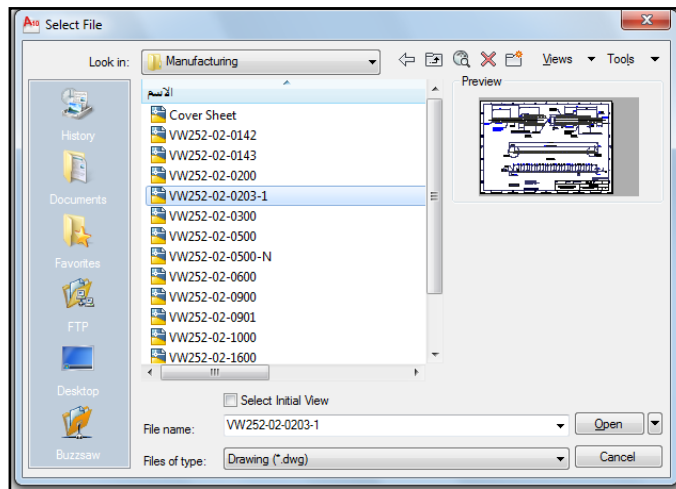 A10 Select File
Look in: Manufacturing Views Tools
History
Documents
Favorites
FTP
Desktop
Buzzsaw
الاسم
Cover Sheet
VW252-02-0142
VW252-02-0143
VW252-02-0200
VW252-02-0203-1
VW252-02-0300
VW252-02-0500
VW252-02-0500-N
VW252-02-0600
VW252-02-0900
VW252-02-0901
VW252-02-1000
VW252-02-1600
Preview
Select Initial View
File name: VW252-02-0203-1 Open
Files of type: Drawing (*.dwg) Cancel